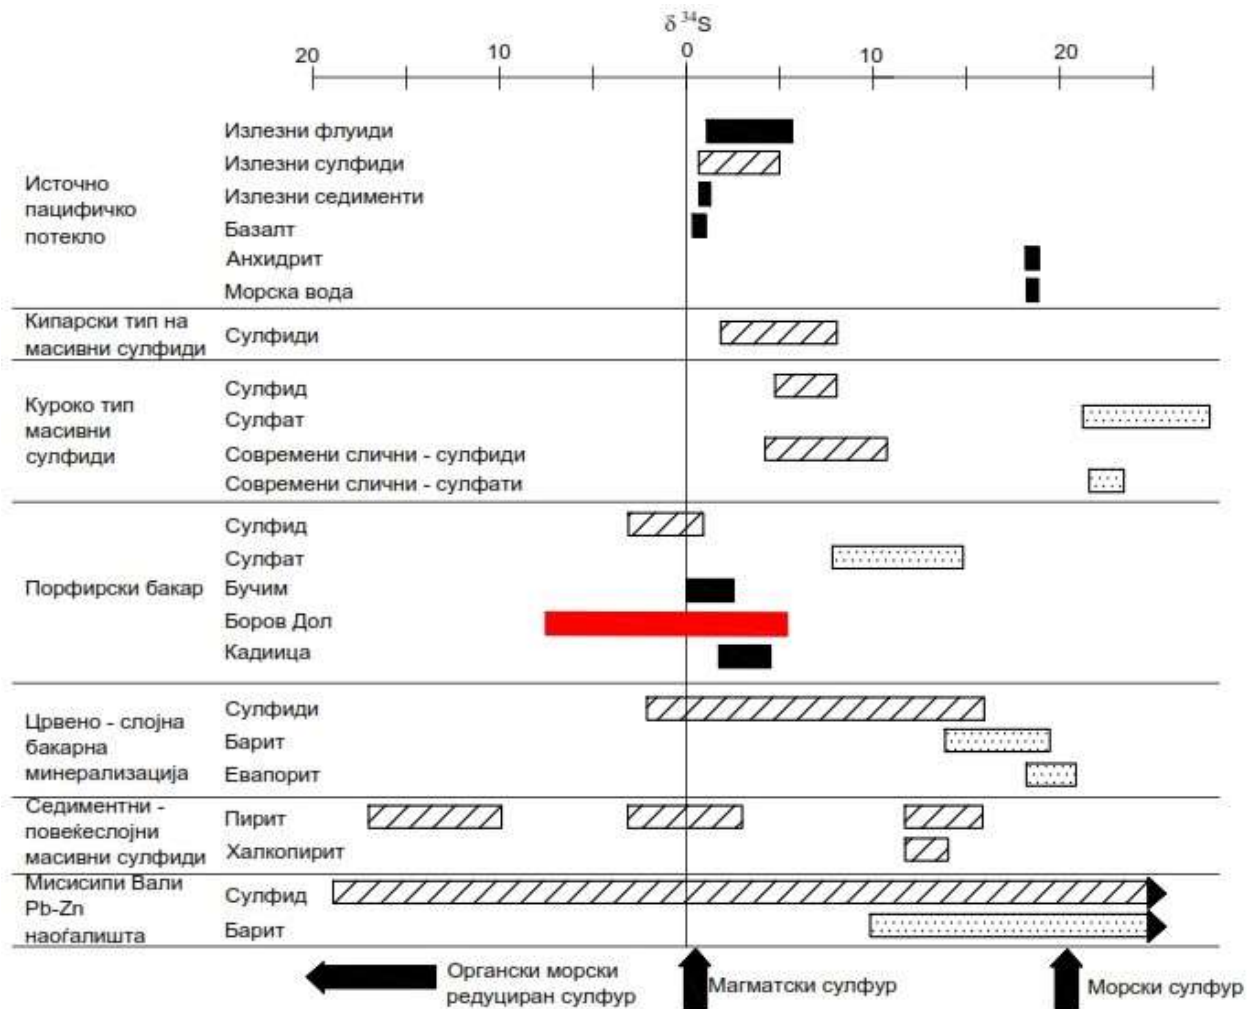 δ 34S
20 10 0 10 20
Излезни флуиди
Излезни сулфиди
Источно
пацифичко
потекло
Излезни седименти
Базалт
Анхидрит
Морска вода
Кипарски тип на
масивни сулфиди
Сулфиди
Куроко тип
масивни
сулфиди
Сулфид
Сулфат
Современи слични - сулфиди
Современи слични - сулфати
Порфирски бакар
Сулфид
Сулфат
Бучим
Боров Дол
Кадиица
Црвено - слојна
бакарна
минерализација
Сулфиди
Барит
Евапорит
Седиментни -
повеќеслојни
масивни сулфиди
Пирит
Халкопирит
Мисисипи Вали
Pb-Zn
наоѓалишта
Сулфид
Барит
Органски морски
редуциран сулфур
Магматски сулфур
Морски сулфур